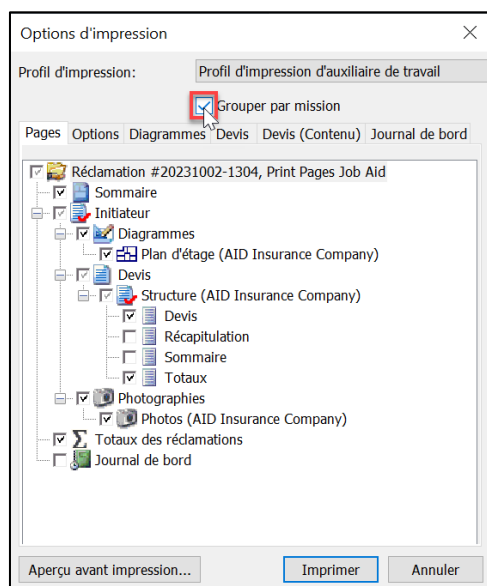 Options d'impression
Profil d'impression: Profil d'impression d'auxiliaire de travail
Grouper par mission
Pages Options Diagrammes Devis Devis (Contenu) Journal de bord
Réclamation #20231002-1304, Print Pages Job Aid
Sommaire
Initiateur
Diagrammes
Plan d'étage (AID Insurance Company)
Devis
Structure (AID Insurance Company)
Devis
Récapitulation
Sommaire
Totaux
Photographies
Photos (AID Insurance Company)
Totaux des réclamations
Journal de bord
Aperçu avant impression... Imprimer Annuler